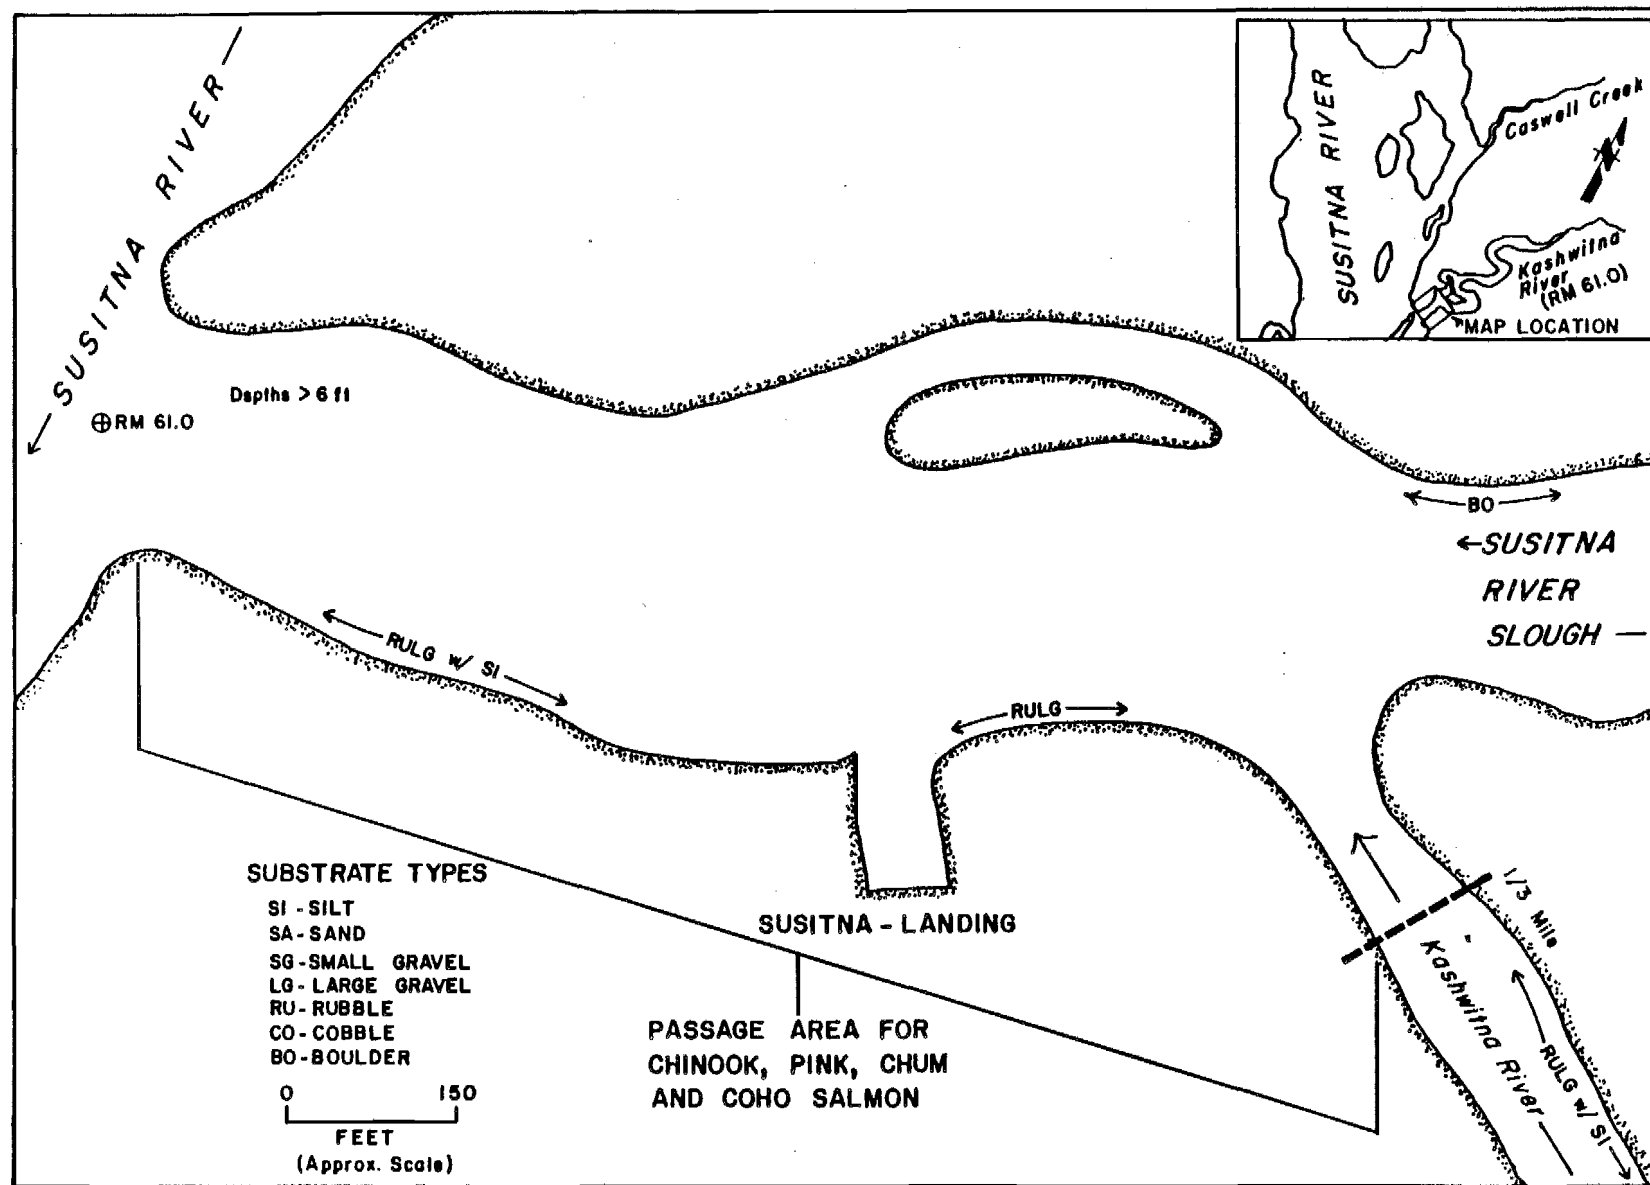 SUSITNA RIVER
Depths > 6 ft
RM 61.0
SUSITNA RIVER
Caswell Creek
Kashwitna
River
(RM 61.0)
MAP LOCATION
BO
SUSITNA
RIVER
SLOUGH
RULG w/ SI
RULG
SUSITNA - LANDING
1/3 Mile
Kashwitna River
RULG w/ SI
SUBSTRATE TYPES
SI - SILT
SA - SAND
SG - SMALL GRAVEL
LG - LARGE GRAVEL
RU - RUBBLE
CO - COBBLE
BO - BOULDER
0 150
FEET
(Approx. Scale)
PASSAGE AREA FOR
CHINOOK, PINK, CHUM
AND COHO SALMON